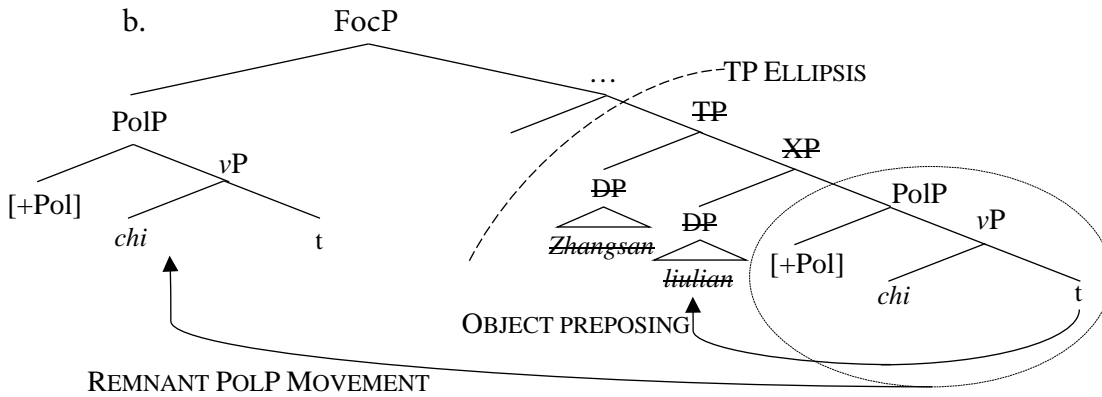 b.
FocP
…
TP ELLIPSIS
TP
PolP
XP
vP
DP
PolP
[+Pol]
DP
vP
chi
t
Zhangsan
[+Pol]
liulian
chi
t
OBJECT PREPOSING
REMNANT POLP MOVEMENT